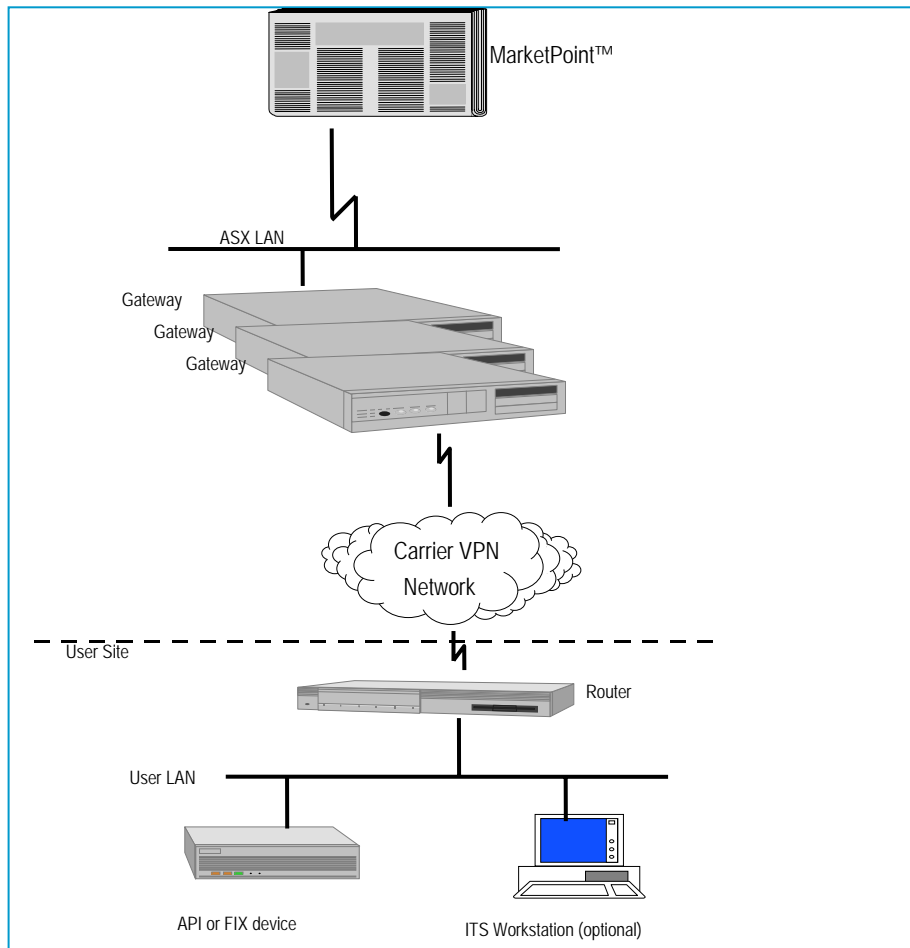 MarketPoint™
ASX LAN
Gateway
Gateway
Gateway
Carrier VPN
Network
User Site
Router
User LAN
API or FIX device
ITS Workstation (optional)